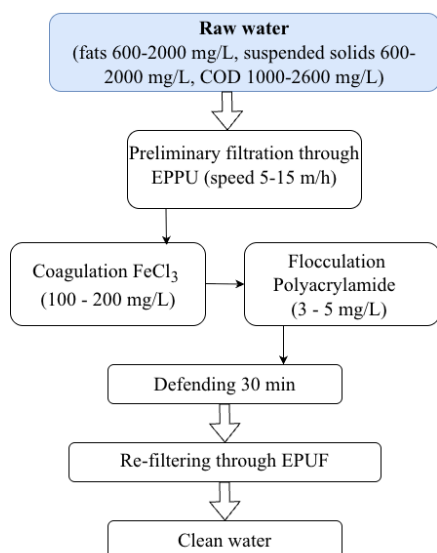 Raw water
(fats 600-2000 mg/L, suspended solids 600-
2000 mg/L, COD 1000-2600 mg/L)
Preliminary filtration through
EPPU (speed 5-15 m/h)
Coagulation FeCl₃
(100 - 200 mg/L)
Flocculation
Polyacrylamide
(3 - 5 mg/L)
Defending 30 min
Re-filtering through EPUF
Clean water